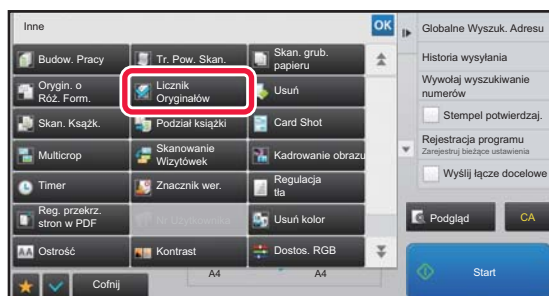 Inne
OK
Budow. Pracy
Tr. Pow. Skan.
Skan. grub.
papieru
Orygin. o
Róż. Form.
Licznik
Oryginałów
Usuń
Skan. Książk.
Podział książki
Card Shot
Multicrop
Skanowanie
Wizytówek
Kadrowanie obrazu
Timer
Znacznik wer.
Regulacja
tła
Reg. przekrz.
stron w PDF
Nr Użytkownika
Usuń kolor
AA Ostrość
Kontrast
Dostos. RGB
Cofnij
A4
A4
Globalne Wyszuk. Adresu
Historia wysyłania
Wywołaj wyszukiwanie
numerów
Stempel potwierdzaj.
Rejestracja programu
Zarejestruj bieżące ustawienia
Wyślij łącze docelowe
Podgląd
CA
Start